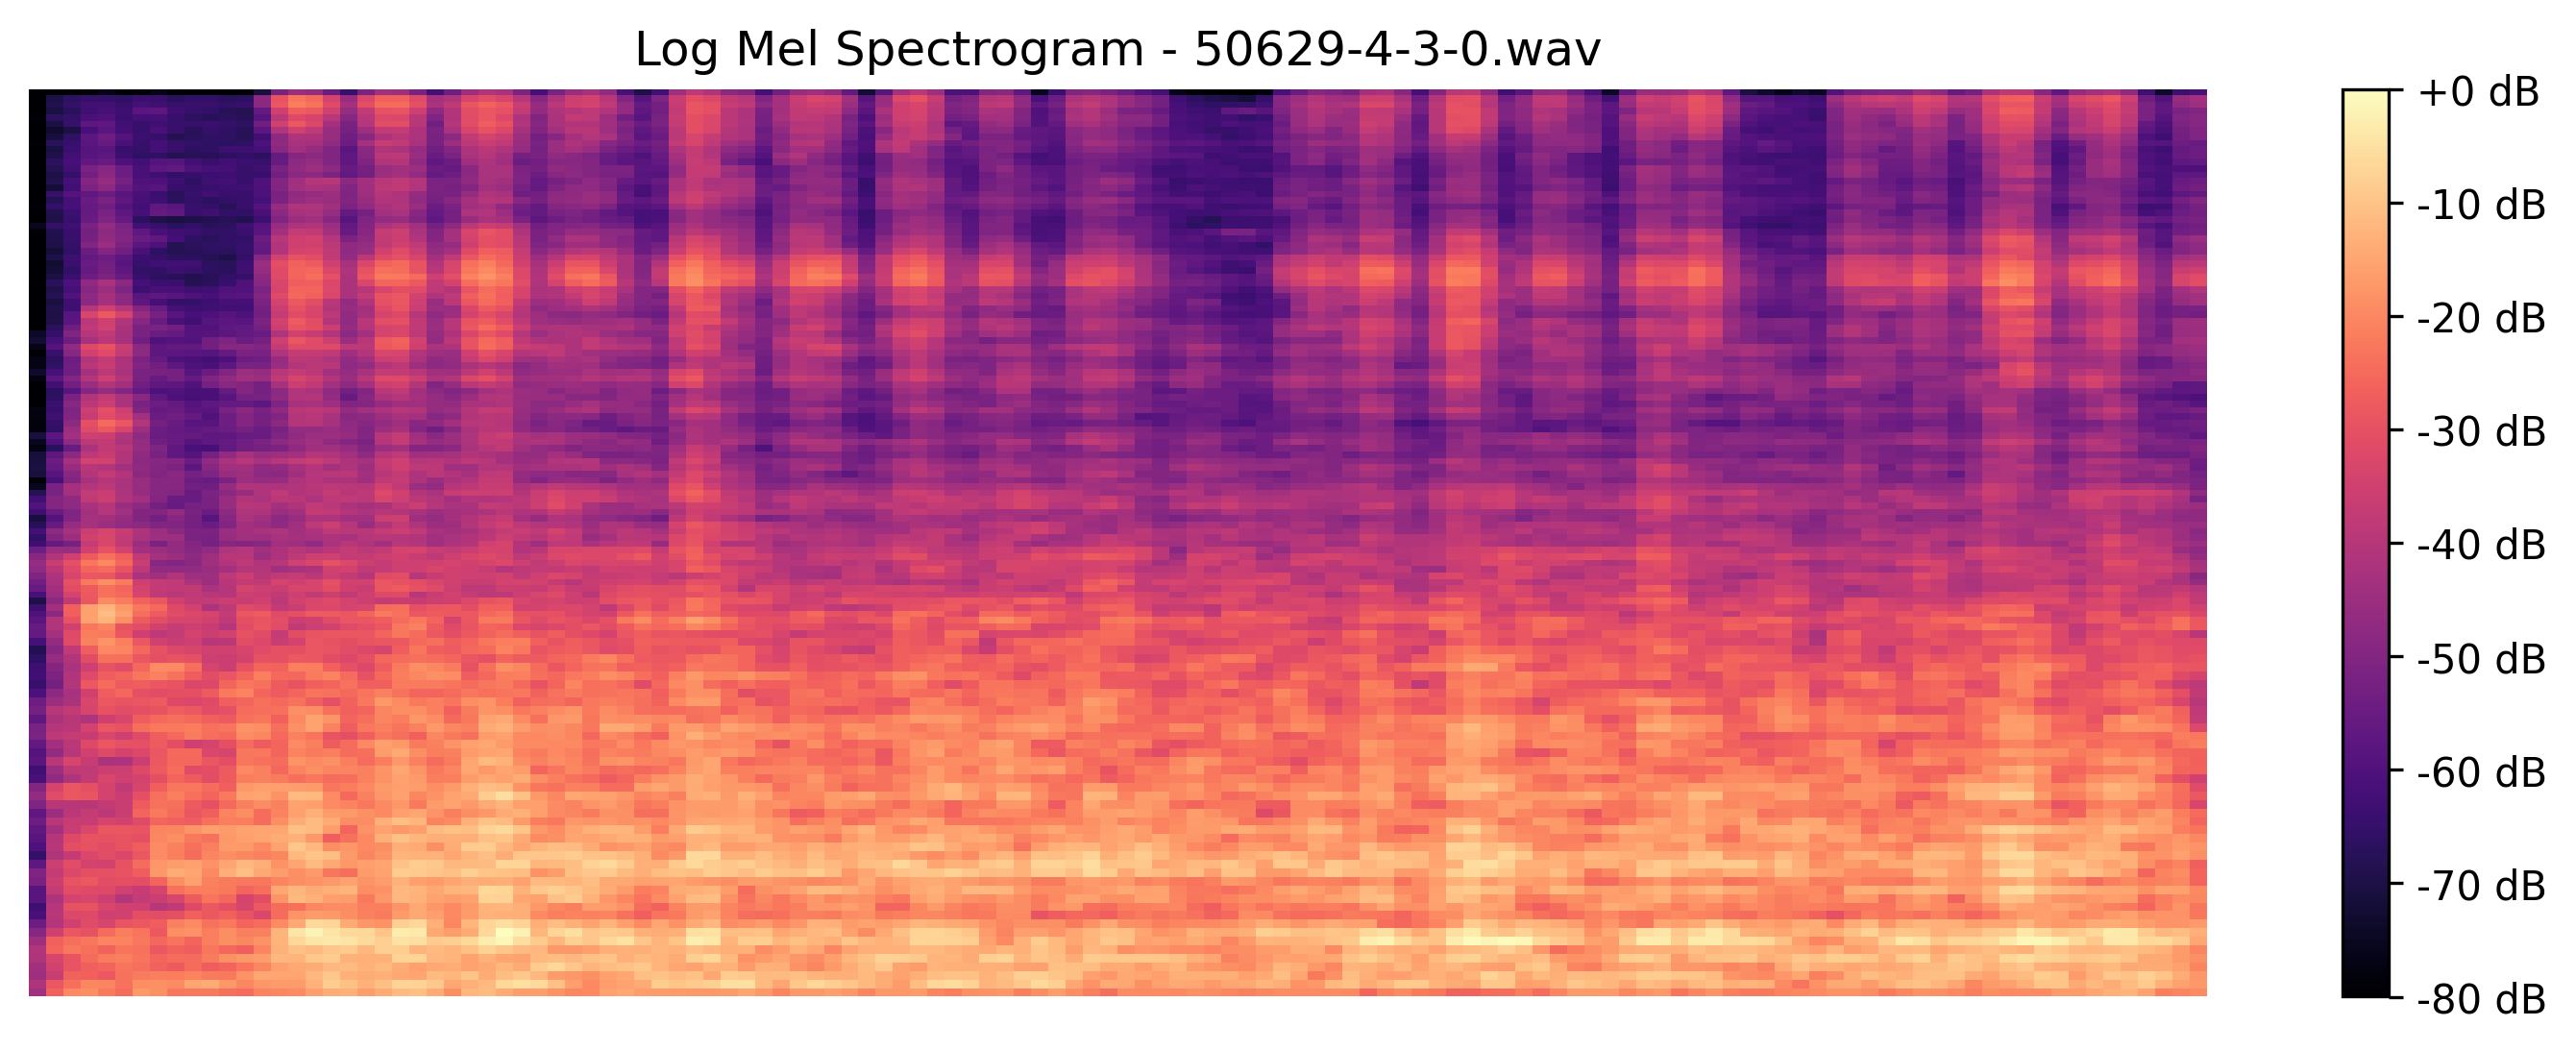 Log Mel Spectrogram - 50629-4-3-0.wav
+0 dB
-10 dB
-20 dB
-30 dB
-40 dB
-50 dB
-60 dB
-70 dB
-80 dB